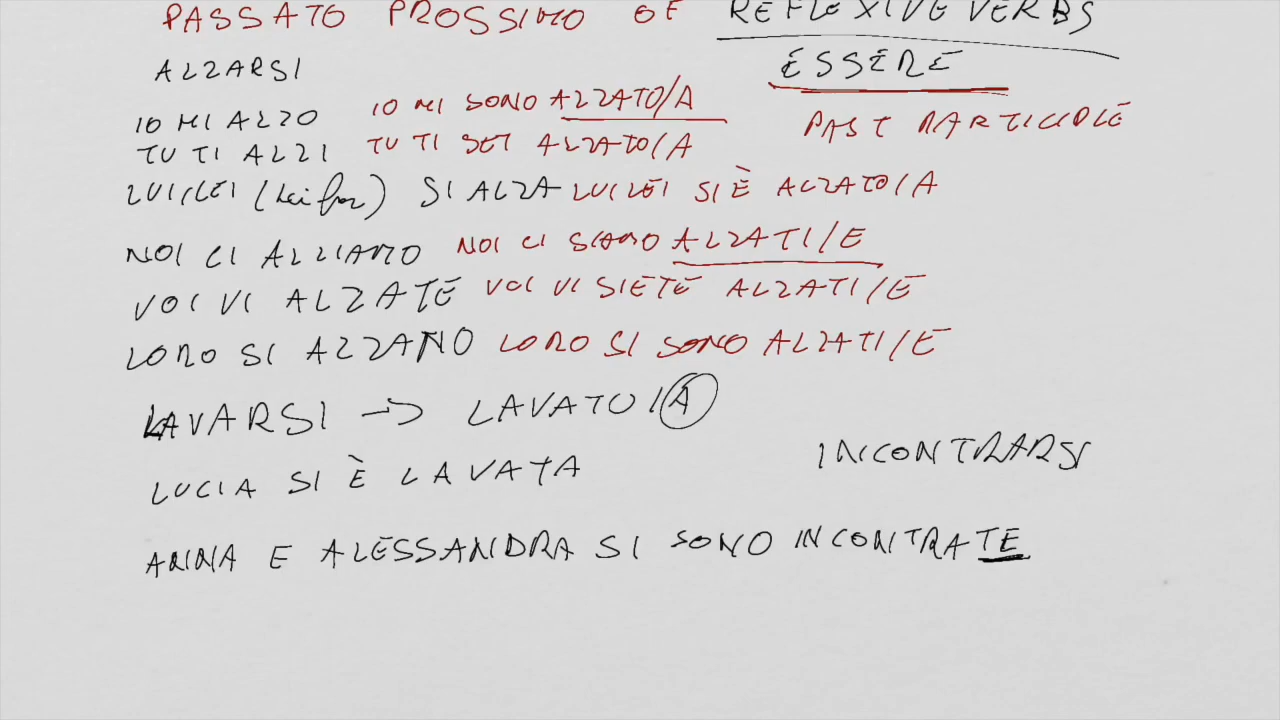 PASSATO PROSSIMO OF REFLEXIVE VERBS
ALZARSI ESSERE
IO MI ALZO IO MI SONO ALZATO/A PAST PARTICIPLE
TU TI ALZI TU TI SEI ALZATO/A
LUI/LEI (Lei for) SI ALZA LUI LEI SI È ALZATO/A
NOI CI ALZIAMO NOI CI SIAMO ALZATI/E
VOI VI ALZATE VOI VI SIETE ALZATI/E
LORO SI ALZANO LORO SI SONO ALZATI/E
LAVARSI → LAVATO/A
LUCIA SI È LAVATA INCONTRARSI
ANNA E ALESSANDRA SI SONO INCONTRATE